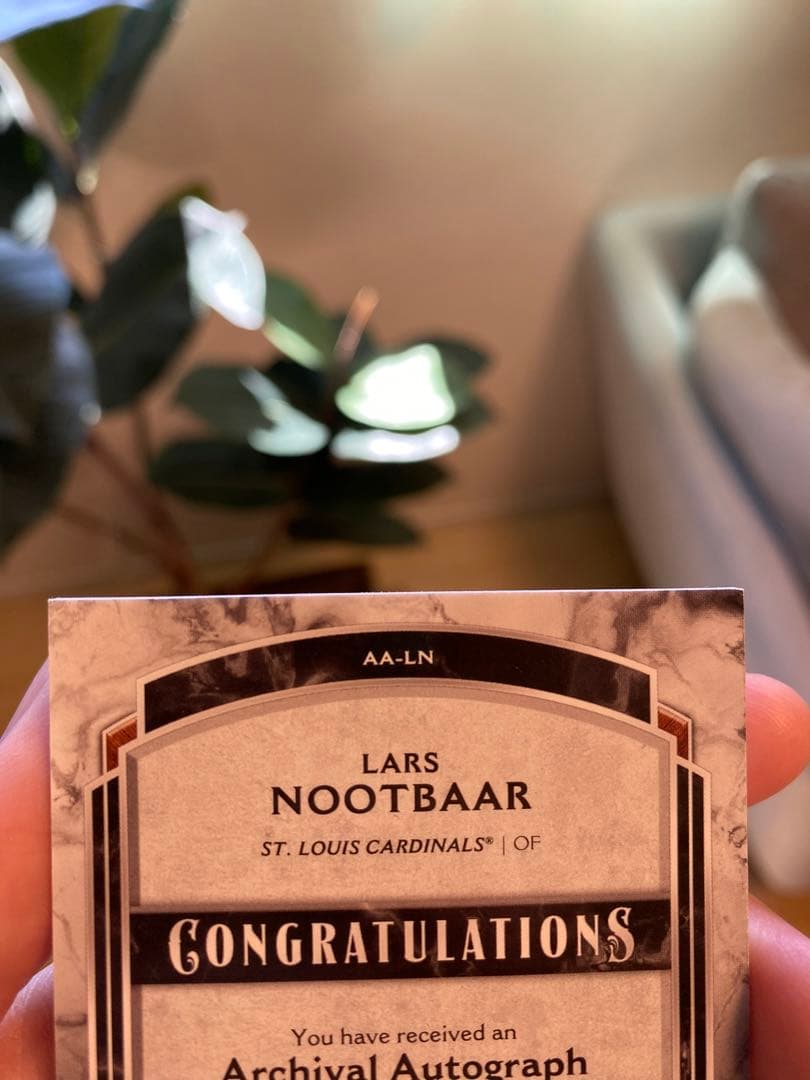 AA-LN
LARS
NOOTBAAR
ST. LOUIS CARDINALS® | OF
CONGRATULATIONS
You have received an
Archival Autograph